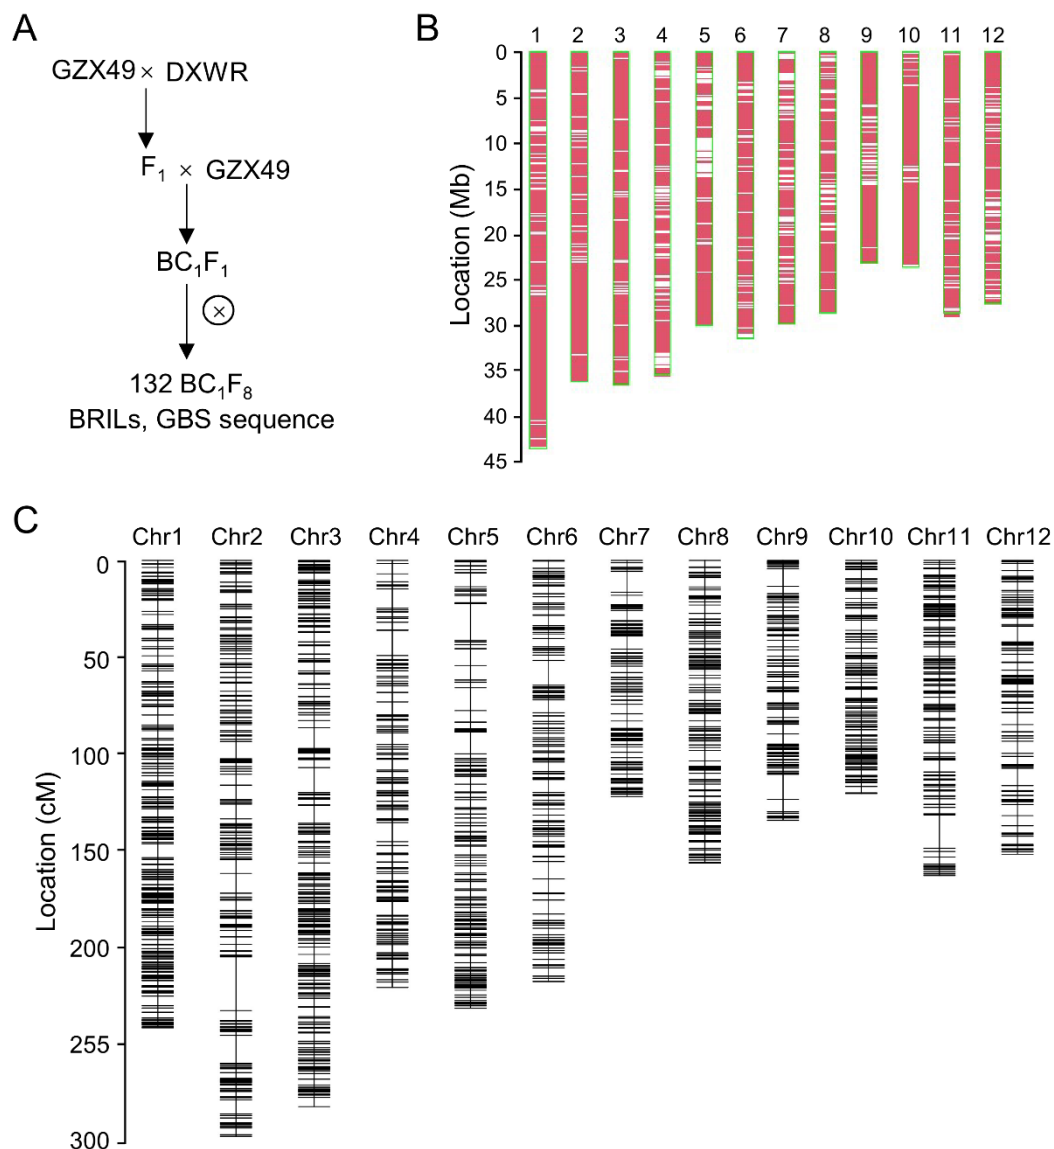 A
GZX49 × DXWR
F₁ × GZX49
BC₁F₁
×
132 BC₁F₈
BRILs, GBS sequence
B
1 2 3 4 5 6 7 8 9 10 11 12
Location (Mb)
0
5
10
15
20
25
30
35
40
45
C
Chr1 Chr2 Chr3 Chr4 Chr5 Chr6 Chr7 Chr8 Chr9 Chr10 Chr11 Chr12
Location (cM)
0
50
100
150
200
255
300